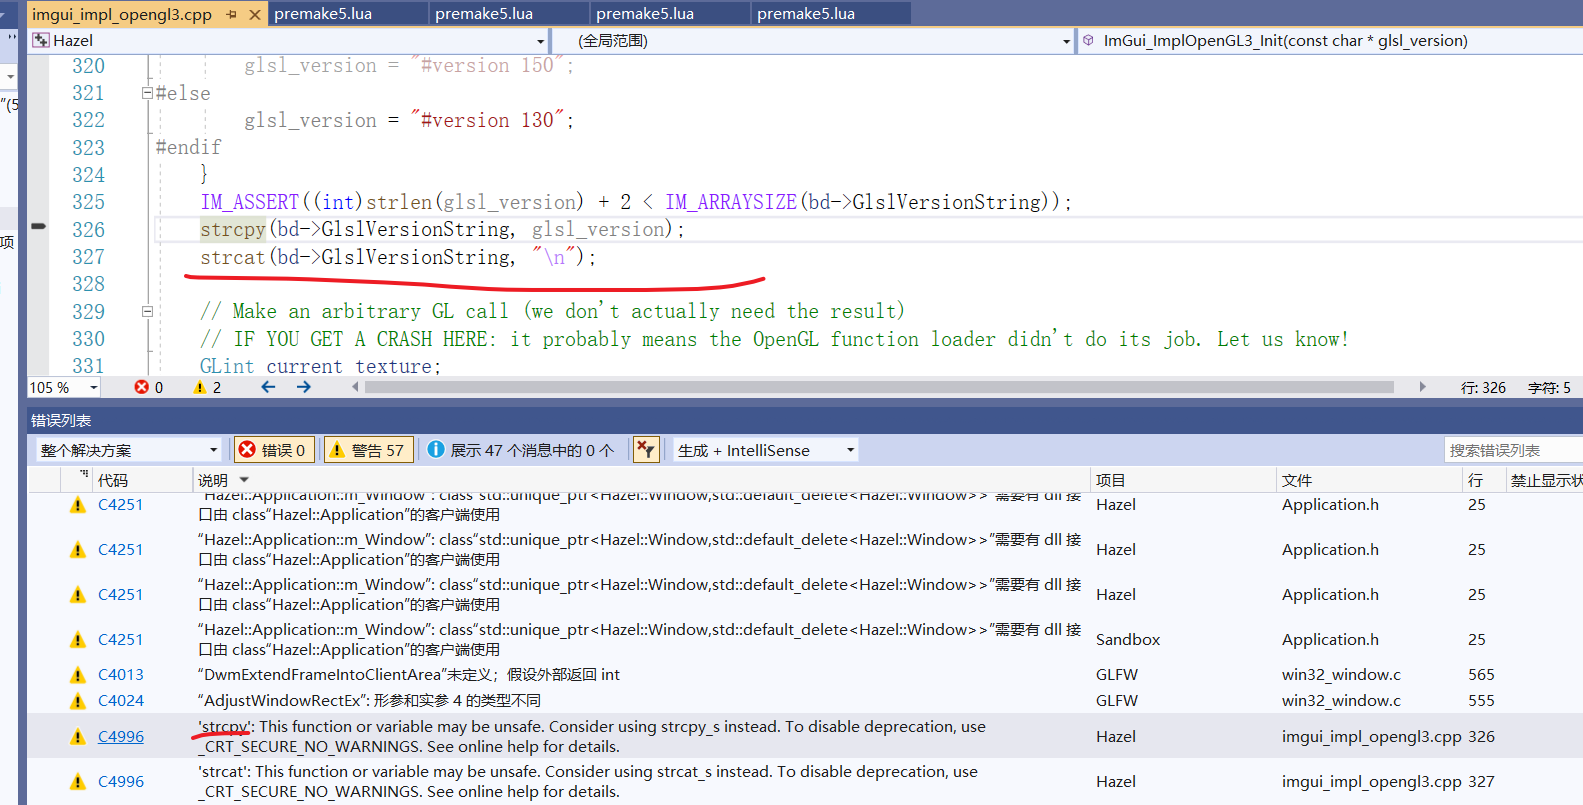 imgui_impl_opengl3.cpp premake5.lua premake5.lua premake5.lua premake5.lua
Hazel (全局范围) ImGui_ImplOpenGL3_Init(const char * glsl_version)
320 glsl_version = "#version 150";
321 #else
322 glsl_version = "#version 130";
323 #endif
324 }
325 IM_ASSERT((int)strlen(glsl_version) + 2 < IM_ARRAYSIZE(bd->GlslVersionString));
326 strcpy(bd->GlslVersionString, glsl_version);
327 strcat(bd->GlslVersionString, "\n");
328
329 // Make an arbitrary GL call (we don't actually need the result)
330 // IF YOU GET A CRASH HERE: it probably means the OpenGL function loader didn't do its job. Let us know!
331 GLint current_texture;
105 % 0 2 行: 326 字符: 5
错误列表
整个解决方案 错误 0 警告 57 展示 47 个消息中的 0 个 生成 + IntelliSense 搜索错误列表
代码 说明 项目 文件 行 禁止显示状
C4251 "Hazel::Application::m_Window": class"std::unique_ptr<Hazel::Window,std::default_delete<Hazel::Window>>"需要有 dll 接 Hazel Application.h 25
口由 class"Hazel::Application"的客户端使用
C4251 “Hazel::Application::m_Window”: class“std::unique_ptr<Hazel::Window,std::default_delete<Hazel::Window>>”需要有 dll 接 Hazel Application.h 25
口由 class“Hazel::Application”的客户端使用
C4251 “Hazel::Application::m_Window”: class“std::unique_ptr<Hazel::Window,std::default_delete<Hazel::Window>>”需要有 dll 接 Hazel Application.h 25
口由 class“Hazel::Application”的客户端使用
C4251 “Hazel::Application::m_Window”: class“std::unique_ptr<Hazel::Window,std::default_delete<Hazel::Window>>”需要有 dll 接 Sandbox Application.h 25
口由 class“Hazel::Application”的客户端使用
C4013 “DwmExtendFrameIntoClientArea”未定义；假设外部返回 int GLFW win32_window.c 565
C4024 “AdjustWindowRectEx”: 形参和实参 4 的类型不同 GLFW win32_window.c 555
C4996 'strcpy': This function or variable may be unsafe. Consider using strcpy_s instead. To disable deprecation, use Hazel imgui_impl_opengl3.cpp 326
_CRT_SECURE_NO_WARNINGS. See online help for details.
C4996 'strcat': This function or variable may be unsafe. Consider using strcat_s instead. To disable deprecation, use Hazel imgui_impl_opengl3.cpp 327
_CRT_SECURE_NO_WARNINGS. See online help for details.